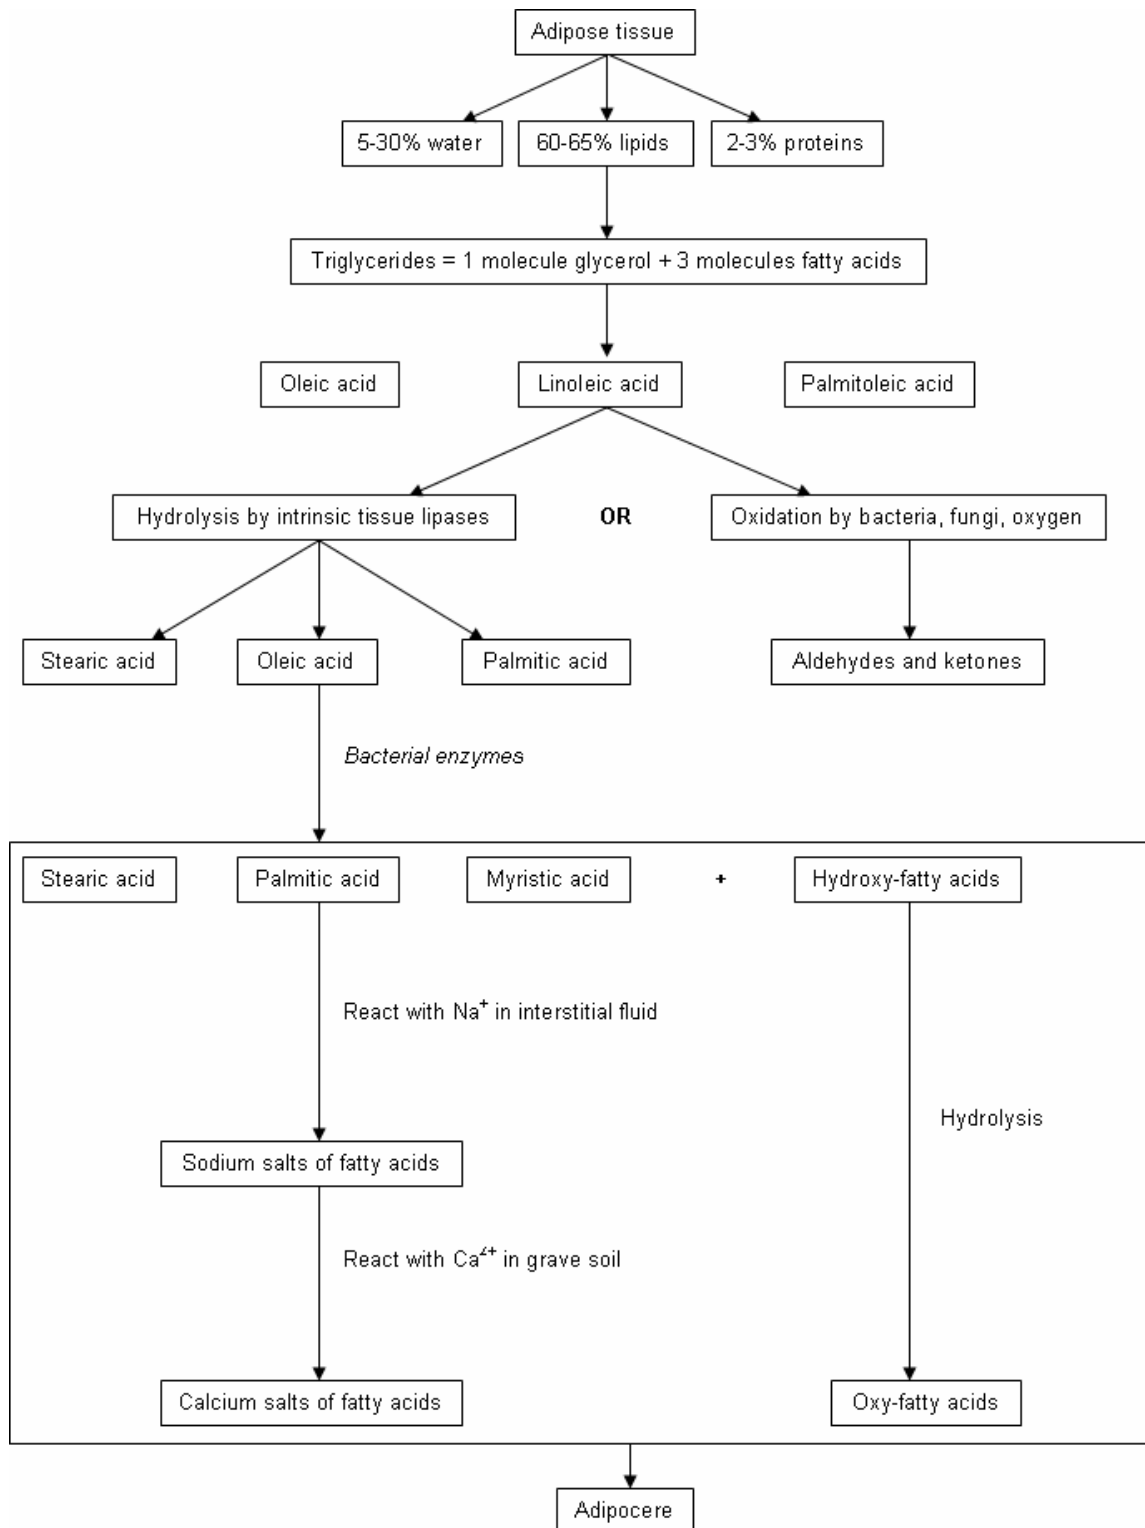 Adipose tissue
5-30% water
60-65% lipids
2-3% proteins
Triglycerides = 1 molecule glycerol + 3 molecules fatty acids
Oleic acid
Linoleic acid
Palmitoleic acid
Hydrolysis by intrinsic tissue lipases
OR
Oxidation by bacteria, fungi, oxygen
Stearic acid
Oleic acid
Palmitic acid
Aldehydes and ketones
Bacterial enzymes
Stearic acid
Palmitic acid
Myristic acid
+
Hydroxy-fatty acids
React with Na⁺ in interstitial fluid
Hydrolysis
Sodium salts of fatty acids
React with Ca²⁺ in grave soil
Calcium salts of fatty acids
Oxy-fatty acids
Adipocere